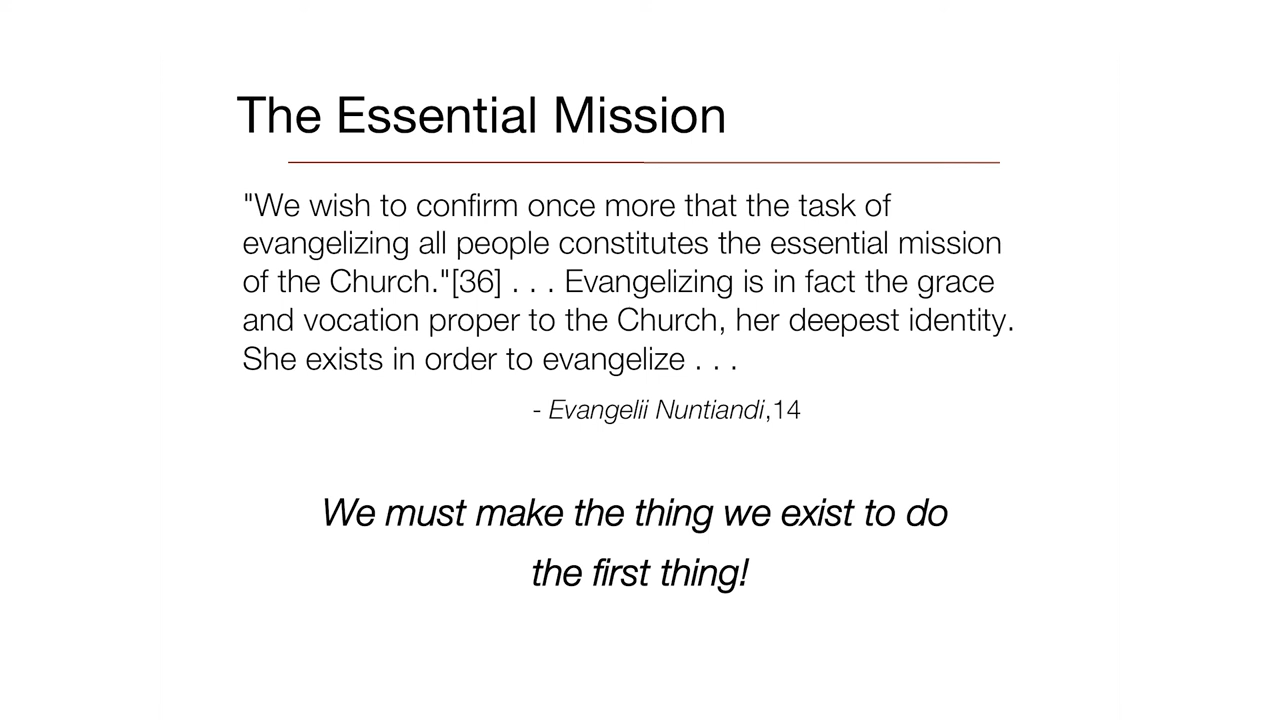 The Essential Mission
"We wish to confirm once more that the task of
evangelizing all people constitutes the essential mission
of the Church."[36] . . . Evangelizing is in fact the grace
and vocation proper to the Church, her deepest identity.
She exists in order to evangelize . . .
- Evangelii Nuntiandi,14
We must make the thing we exist to do
the first thing!